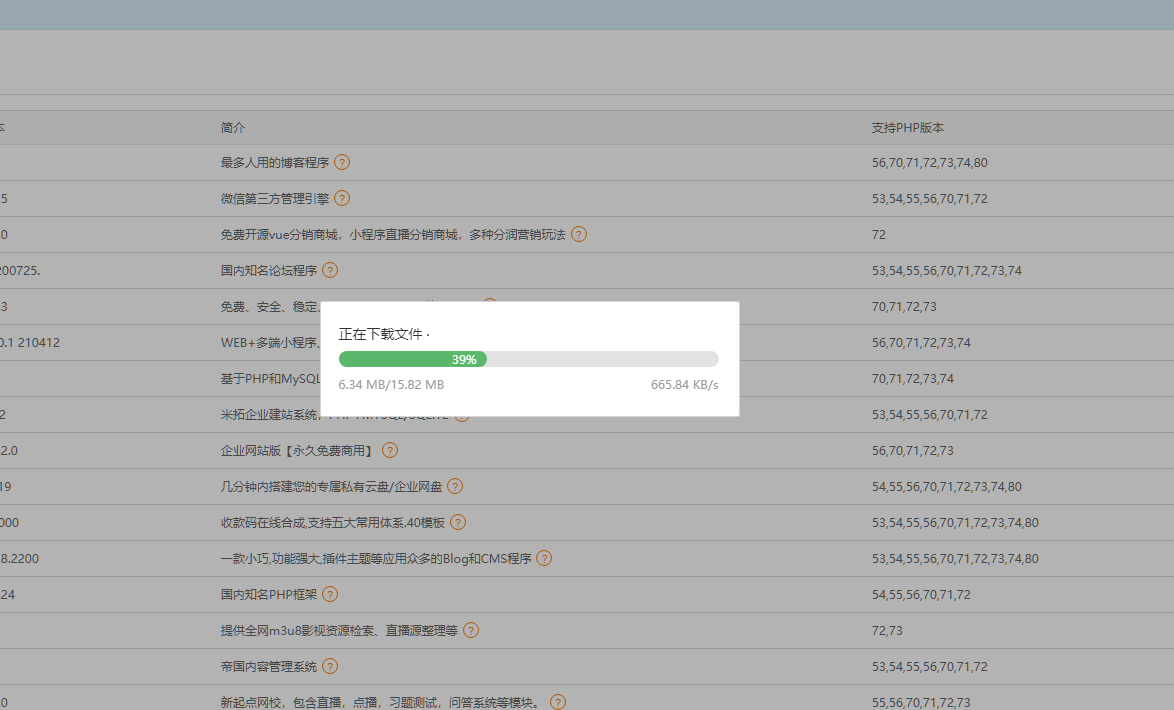 本 简介 支持PHP版本
最多人用的博客程序 ? 56,70,71,72,73,74,80
5 微信第三方管理引擎 ? 53,54,55,56,70,71,72
0 免费开源vue分销商城，小程序直播分销商城，多种分润营销玩法 ? 72
200725. 国内知名论坛程序 ? 53,54,55,56,70,71,72,73,74
3 免费、安全、稳定、 70,71,72,73
正在下载文件 ·
0.1 210412 WEB+多端小程序、 56,70,71,72,73,74
39%
基于PHP和MySQL 70,71,72,73,74
6.34 MB/15.82 MB 665.84 KB/s
2 米拓企业建站系统， 53,54,55,56,70,71,72
2.0 企业网站版【永久免费商用】 ? 56,70,71,72,73
19 几分钟内搭建您的专属私有云盘/企业网盘 ? 54,55,56,70,71,72,73,74,80
000 收款码在线合成,支持五大常用体系.40模板 ? 53,54,55,56,70,71,72,73,74,80
8.2200 一款小巧,功能强大,插件主题等应用众多的Blog和CMS程序 ? 53,54,55,56,70,71,72,73,74,80
24 国内知名PHP框架 ? 54,55,56,70,71,72
提供全网m3u8影视资源检索、直播源整理等 ? 72,73
帝国内容管理系统 ? 53,54,55,56,70,71,72
0 新起点网校，包含直播，点播，习题测试，问答系统等模块。 ? 55,56,70,71,72,73